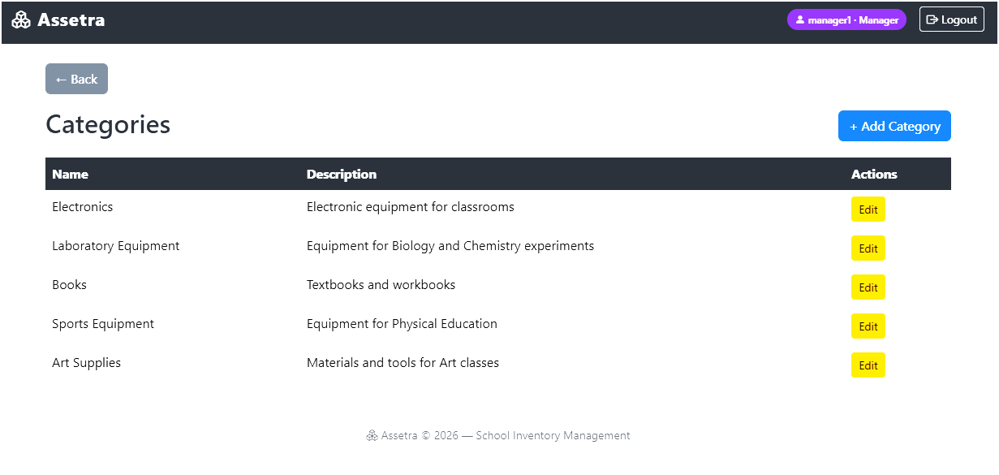 Assetra
manager1 · Manager
Logout
← Back
Categories
+ Add Category
Name Description Actions
Electronics Electronic equipment for classrooms Edit
Laboratory Equipment Equipment for Biology and Chemistry experiments Edit
Books Textbooks and workbooks Edit
Sports Equipment Equipment for Physical Education Edit
Art Supplies Materials and tools for Art classes Edit
Assetra © 2026 — School Inventory Management